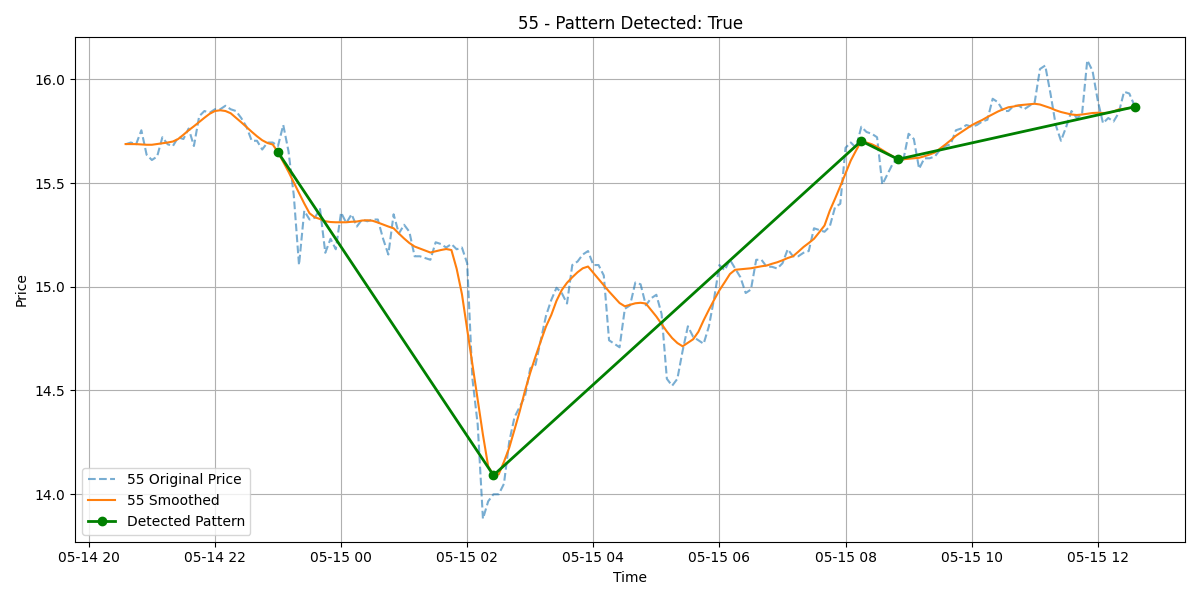 55 - Pattern Detected: True
Price
16.0
15.5
15.0
14.5
14.0
55 Original Price
55 Smoothed
Detected Pattern
05-14 20 05-14 22 05-15 00 05-15 02 05-15 04 05-15 06 05-15 08 05-15 10 05-15 12
Time